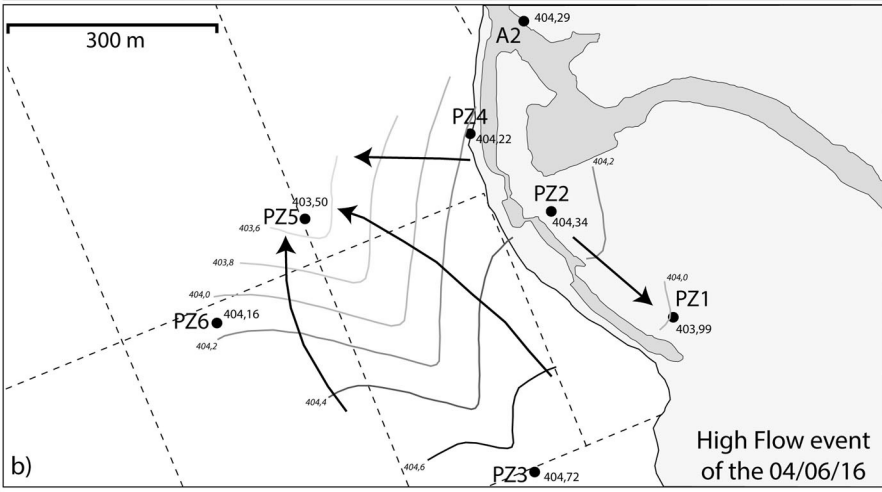 300 m
404,29
A2
PZ4
404,22
404,2
PZ2
404,34
403,50
PZ5
403,6
403,8
404,0
404,0
PZ1
403,99
PZ6
404,16
404,2
404,4
404,6
PZ3
404,72
High Flow event
of the 04/06/16
b)